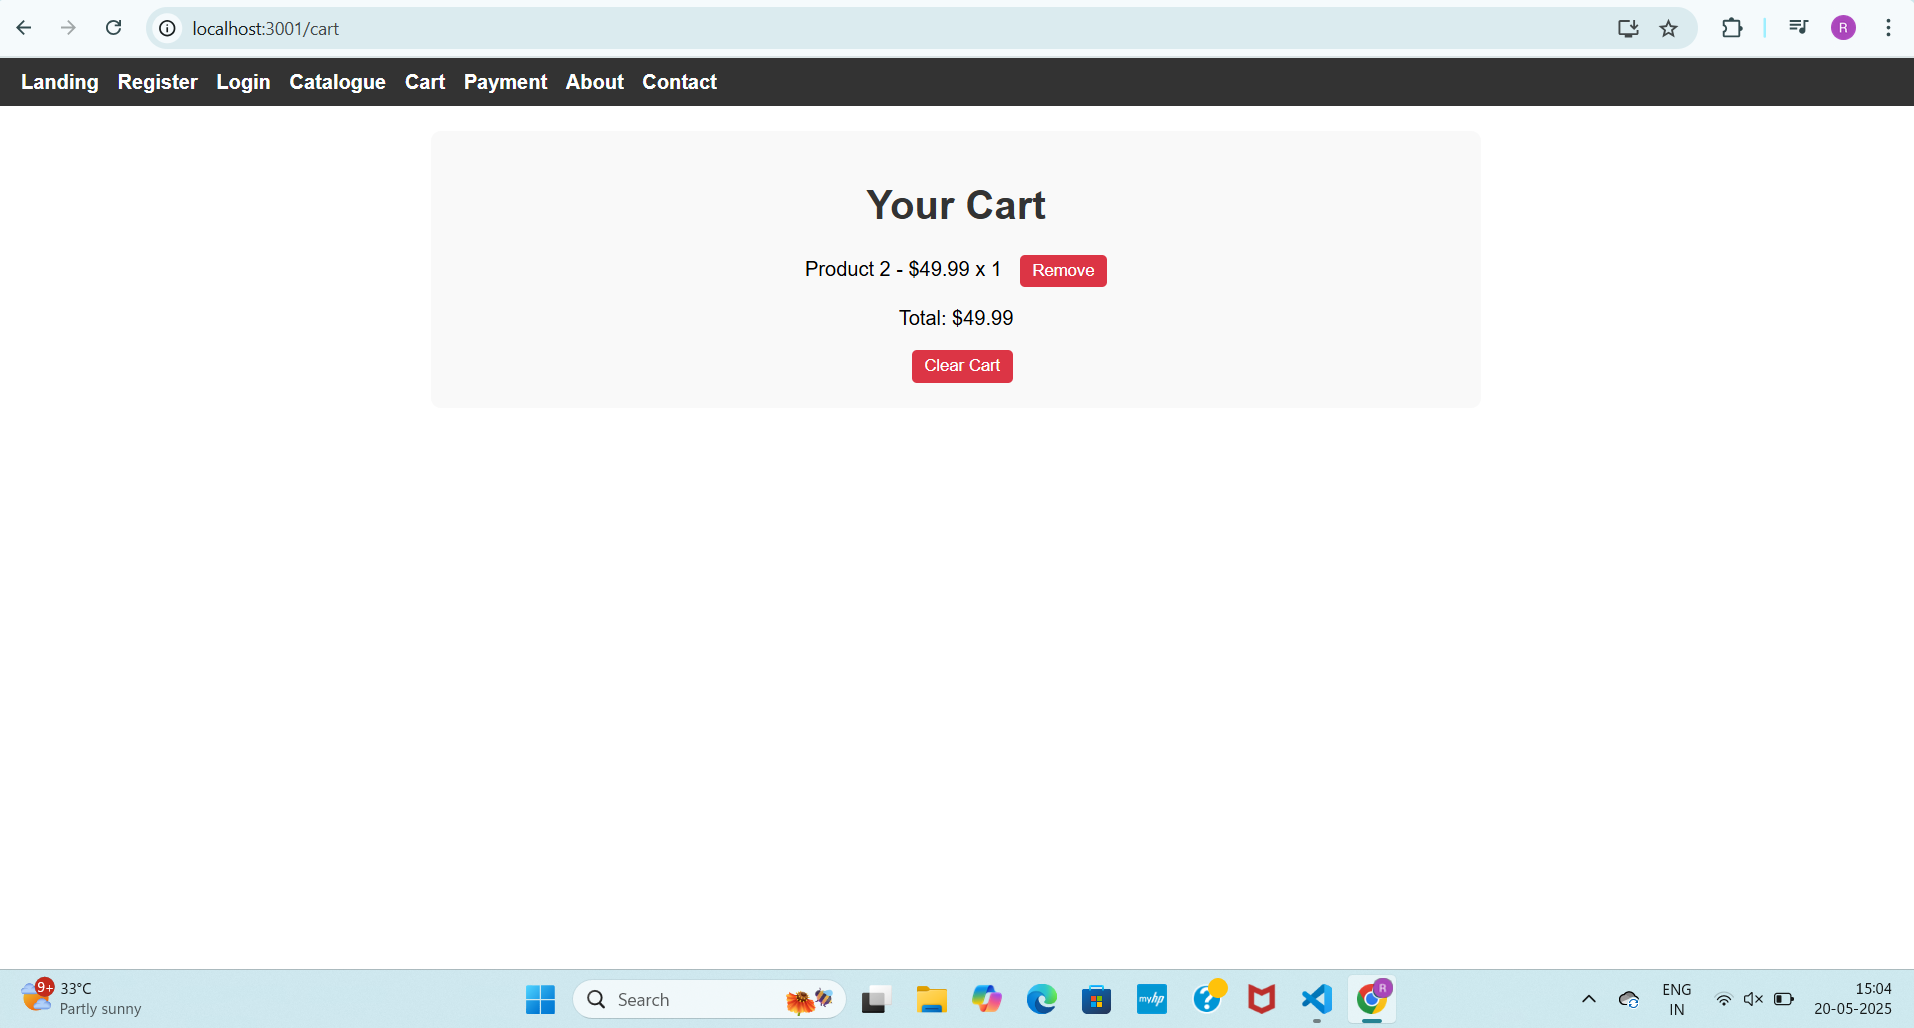 localhost:3001/cart
R
Landing Register Login Catalogue Cart Payment About Contact
Your Cart
Product 2 - $49.99 x 1 Remove
Total: $49.99
Clear Cart
9+
33°C
Partly sunny
Search
myhp
R
ENG
IN
15:04
20-05-2025